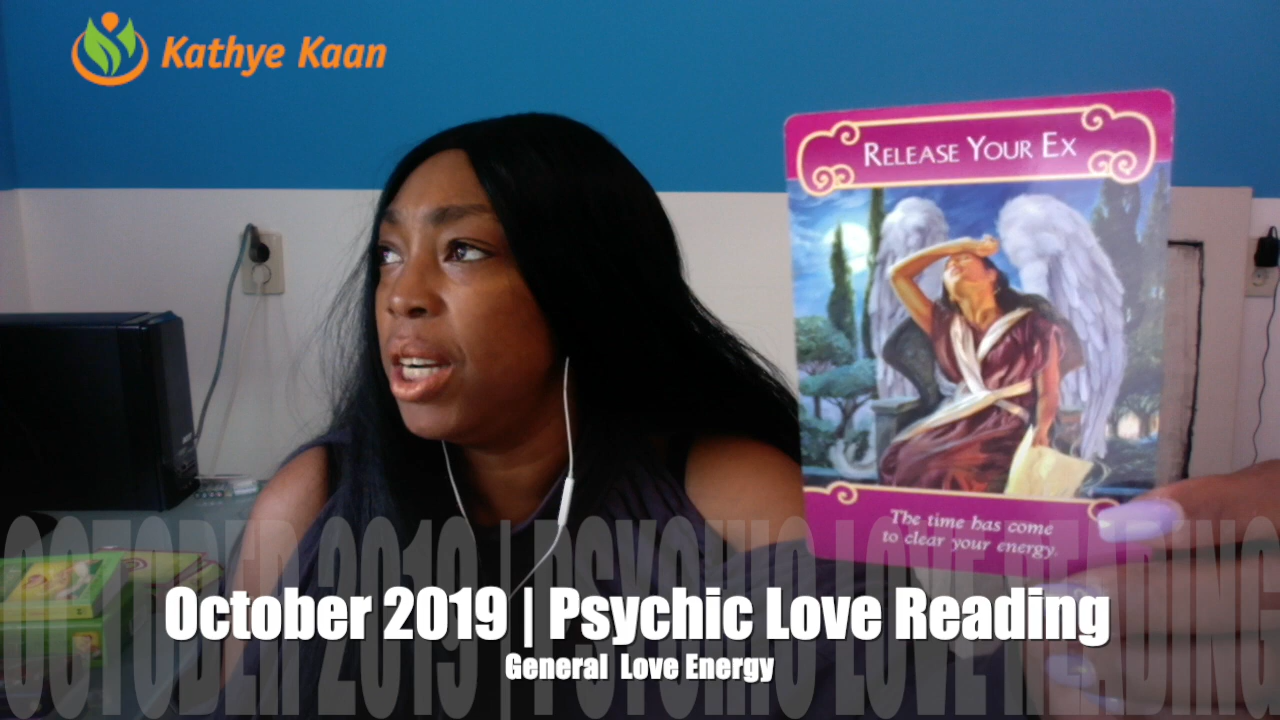 Kathye Kaan
RELEASE YOUR EX
The time has come
to clear your energy.
OCTOBER 2019 | PSYCHIC LOVE READING
October 2019 | Psychic Love Reading
General Love Energy